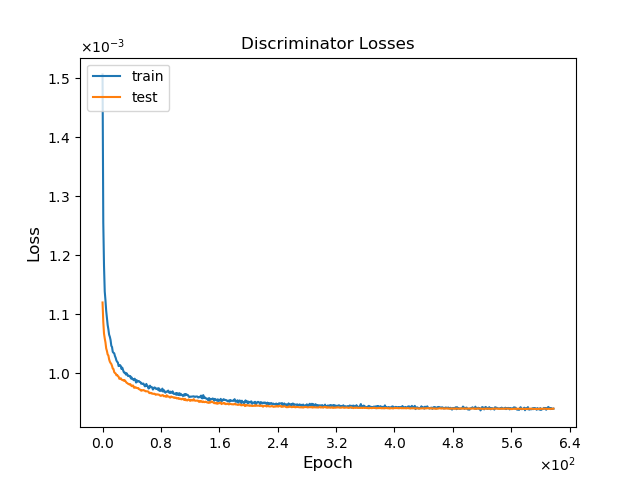 Discriminator Losses
×10⁻³
train
test
1.5
1.4
1.3
1.2
1.1
1.0
Loss
0.0 0.8 1.6 2.4 3.2 4.0 4.8 5.6 6.4
Epoch
×10²